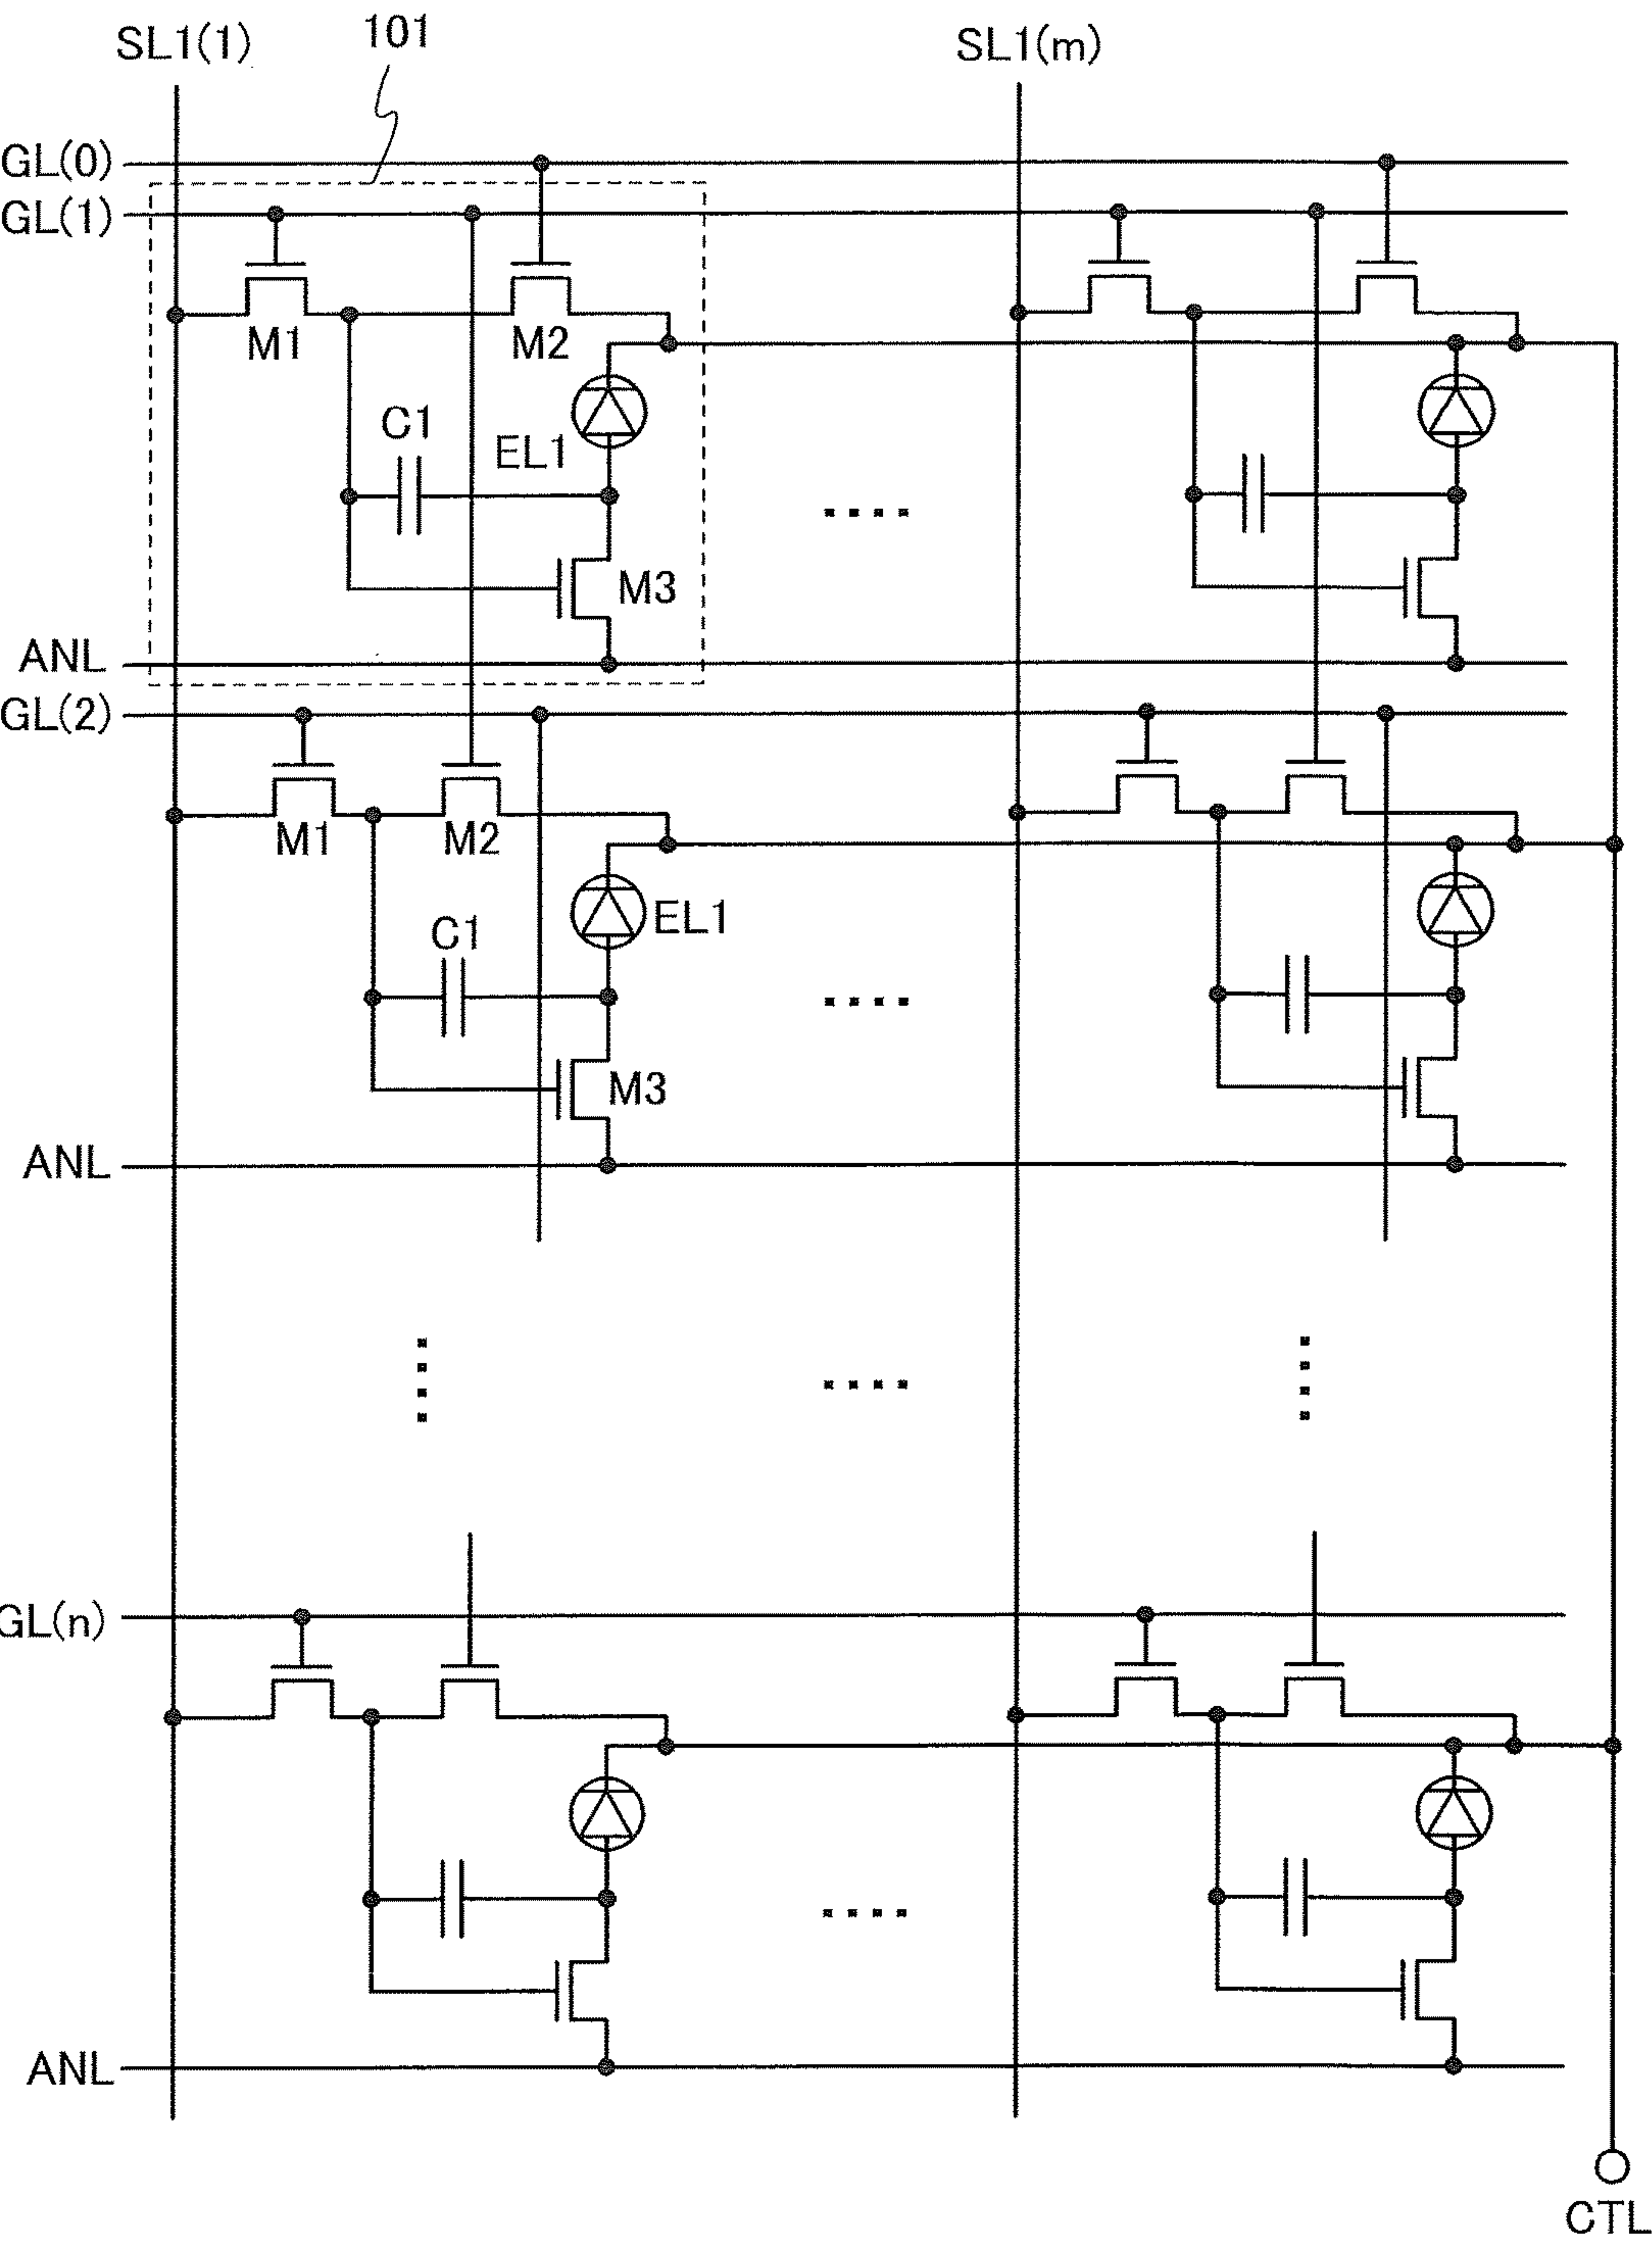 SL1(1)
101
SL1(m)
GL(0)
GL(1)
M1
M2
C1
EL1
M3
ANL
GL(2)
M1
M2
C1
EL1
M3
ANL
GL(n)
ANL
CTL